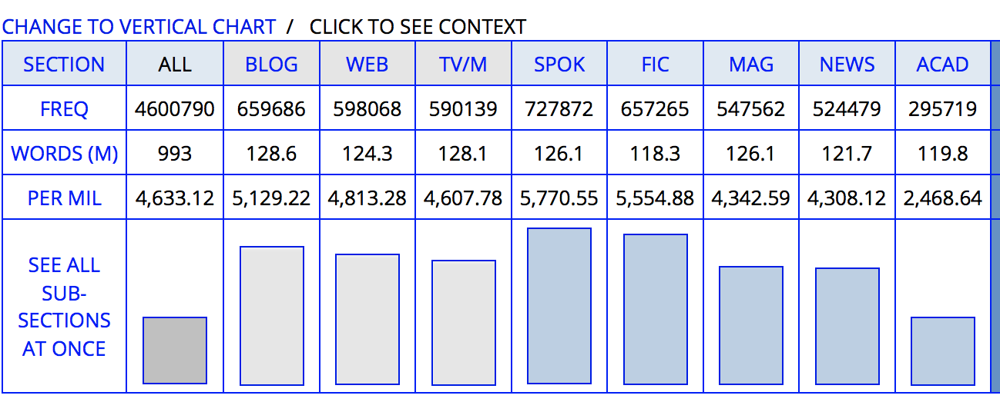 CHANGE TO VERTICAL CHART / CLICK TO SEE CONTEXT
SECTION ALL BLOG WEB TV/M SPOK FIC MAG NEWS ACAD
FREQ 4600790 659686 598068 590139 727872 657265 547562 524479 295719
WORDS (M) 993 128.6 124.3 128.1 126.1 118.3 126.1 121.7 119.8
PER MIL 4,633.12 5,129.22 4,813.28 4,607.78 5,770.55 5,554.88 4,342.59 4,308.12 2,468.64
SEE ALL
SUB-
SECTIONS
AT ONCE